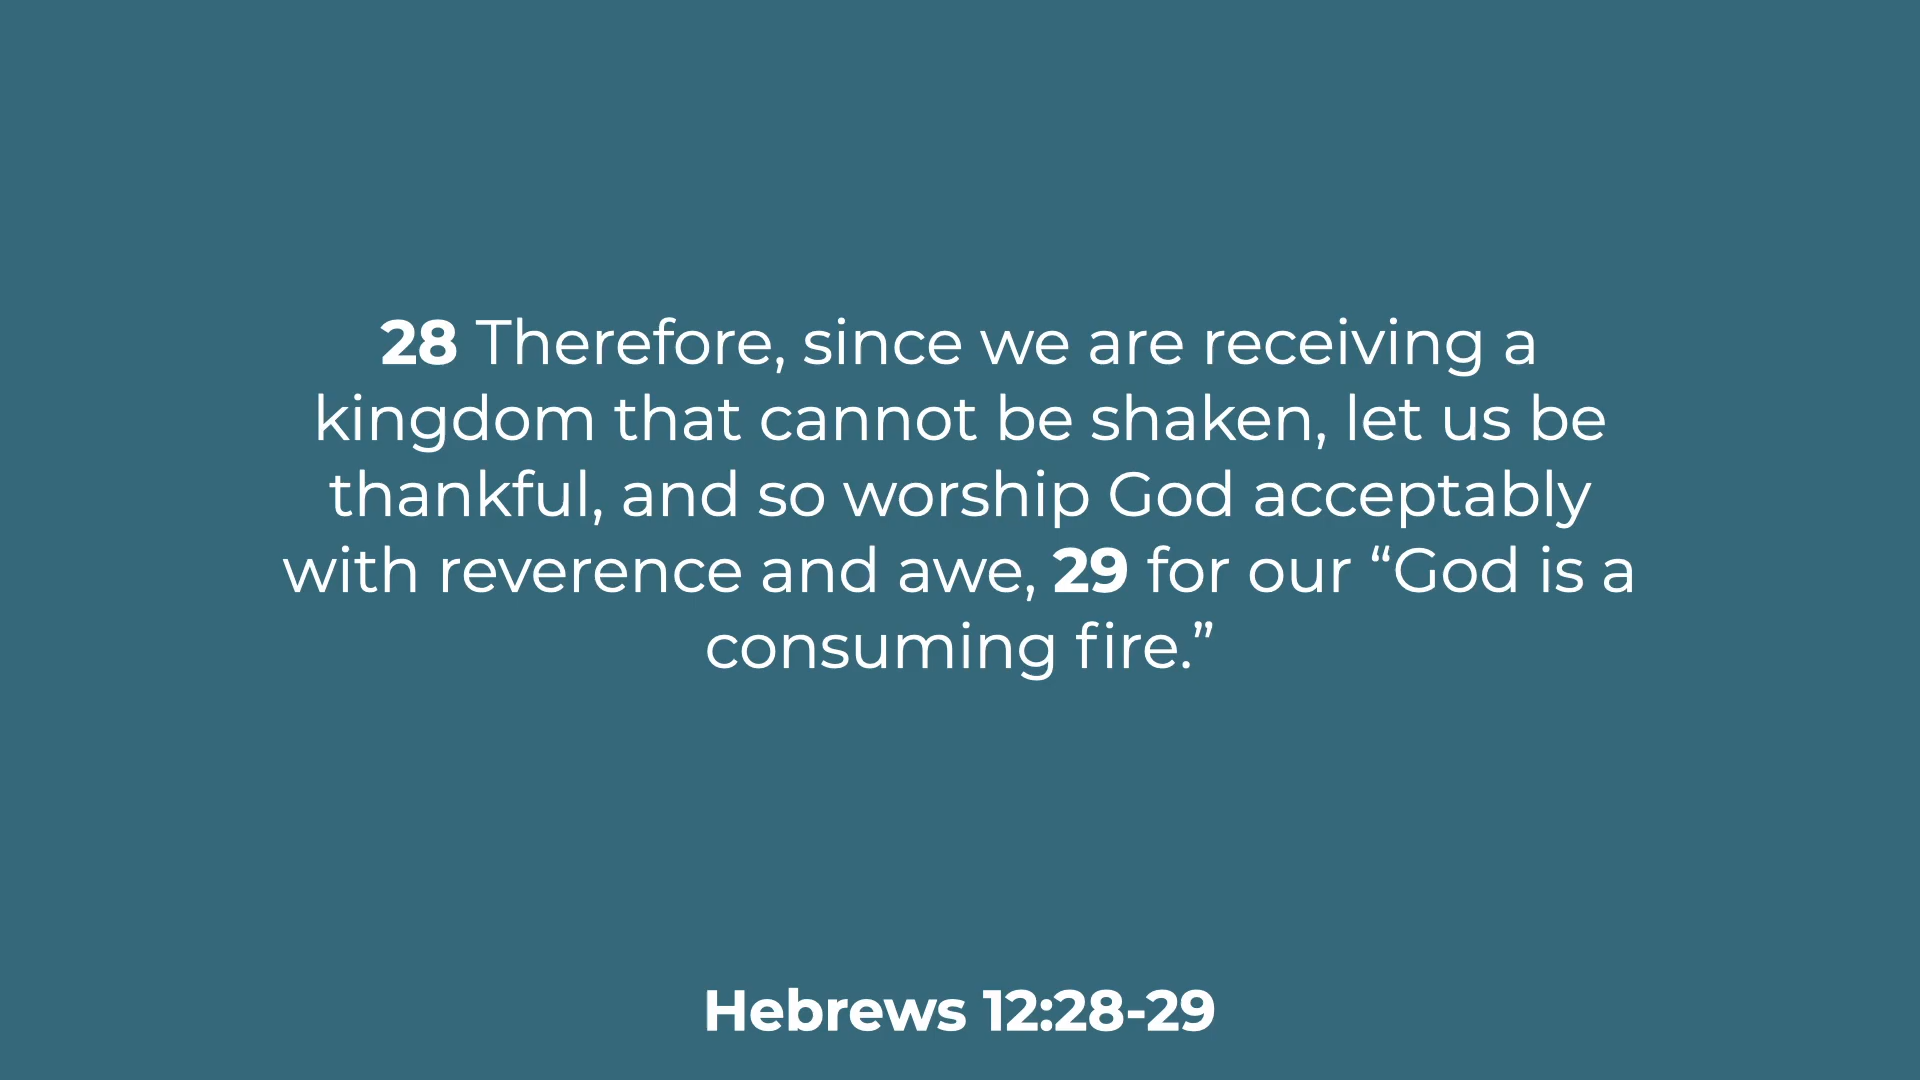 28 Therefore, since we are receiving a
kingdom that cannot be shaken, let us be
thankful, and so worship God acceptably
with reverence and awe, 29 for our “God is a
consuming fire.”
Hebrews 12:28-29